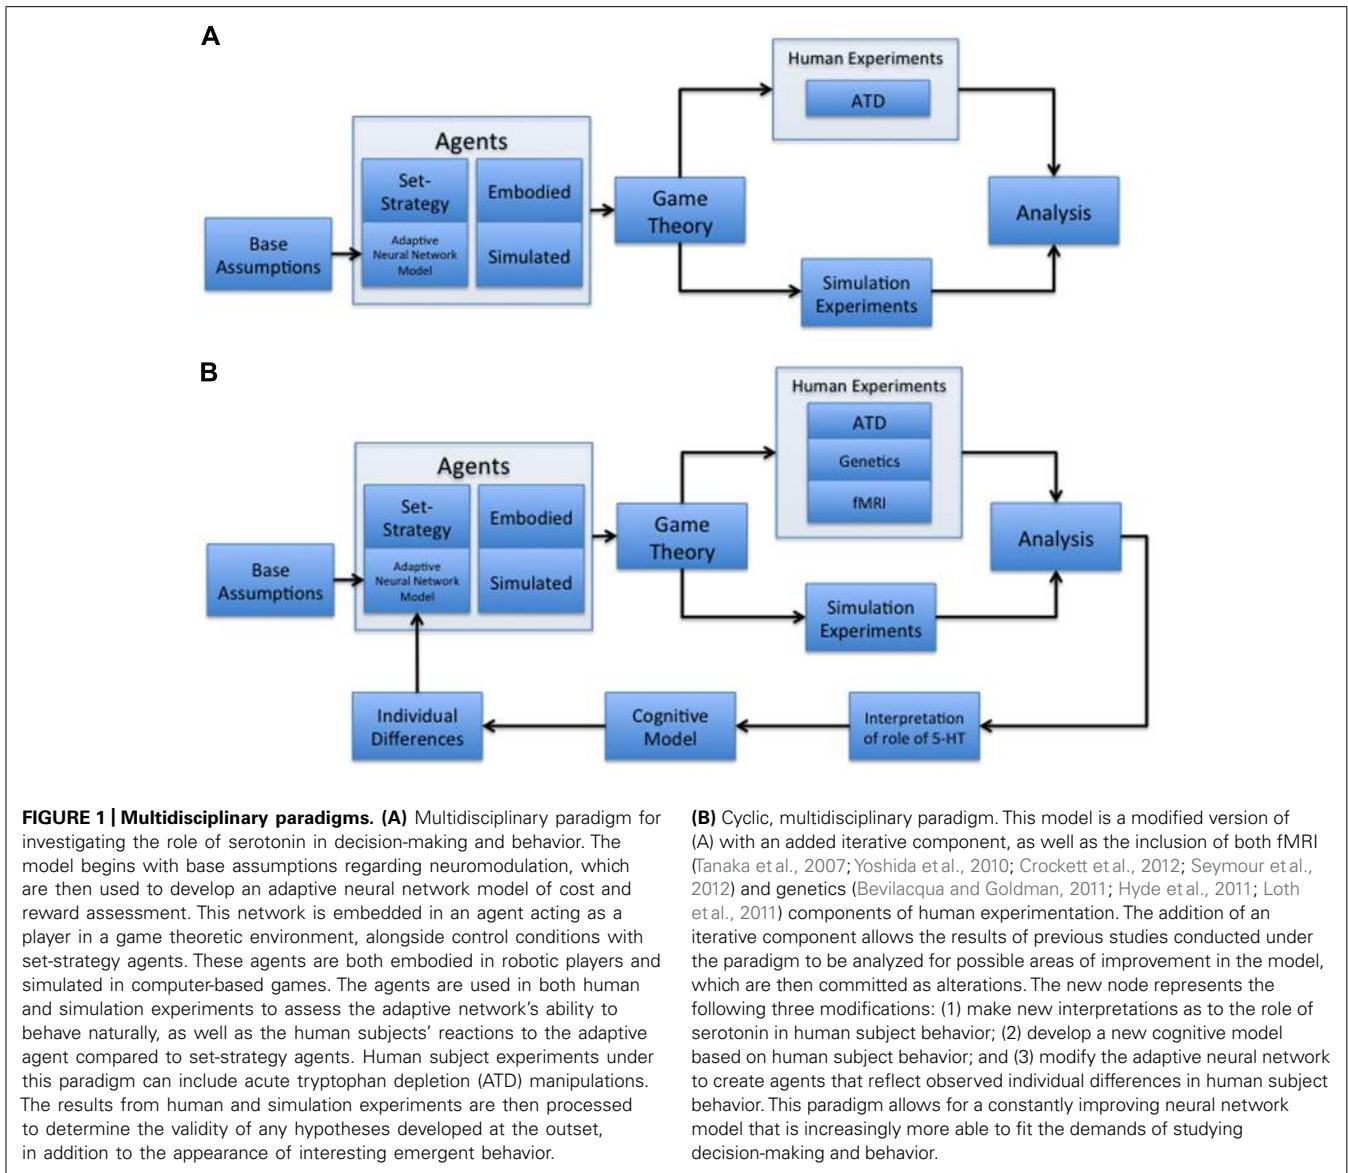 A
Human Experiments
ATD
Agents
Set-
Strategy
Embodied
Adaptive
Neural Network
Model
Simulated
Base
Assumptions
Game
Theory
Analysis
Simulation
Experiments
B
Human Experiments
ATD
Genetics
fMRI
Agents
Set-
Strategy
Embodied
Adaptive
Neural Network
Model
Simulated
Base
Assumptions
Game
Theory
Analysis
Simulation
Experiments
Individual
Differences
Cognitive
Model
Interpretation
of role of 5-HT
FIGURE 1 | Multidisciplinary paradigms. (A) Multidisciplinary paradigm for
investigating the role of serotonin in decision-making and behavior. The
model begins with base assumptions regarding neuromodulation, which
are then used to develop an adaptive neural network model of cost and
reward assessment. This network is embedded in an agent acting as a
player in a game theoretic environment, alongside control conditions with
set-strategy agents. These agents are both embodied in robotic players and
simulated in computer-based games. The agents are used in both human
and simulation experiments to assess the adaptive network's ability to
behave naturally, as well as the human subjects' reactions to the adaptive
agent compared to set-strategy agents. Human subject experiments under
this paradigm can include acute tryptophan depletion (ATD) manipulations.
The results from human and simulation experiments are then processed
to determine the validity of any hypotheses developed at the outset,
in addition to the appearance of interesting emergent behavior.
(B) Cyclic, multidisciplinary paradigm. This model is a modified version of
(A) with an added iterative component, as well as the inclusion of both fMRI
(Tanaka et al., 2007; Yoshida et al., 2010; Crockett et al., 2012; Seymour et al.,
2012) and genetics (Bevilacqua and Goldman, 2011; Hyde et al., 2011; Loth
et al., 2011) components of human experimentation. The addition of an
iterative component allows the results of previous studies conducted under
the paradigm to be analyzed for possible areas of improvement in the model,
which are then committed as alterations. The new node represents the
following three modifications: (1) make new interpretations as to the role of
serotonin in human subject behavior; (2) develop a new cognitive model
based on human subject behavior; and (3) modify the adaptive neural network
to create agents that reflect observed individual differences in human subject
behavior. This paradigm allows for a constantly improving neural network
model that is increasingly more able to fit the demands of studying
decision-making and behavior.